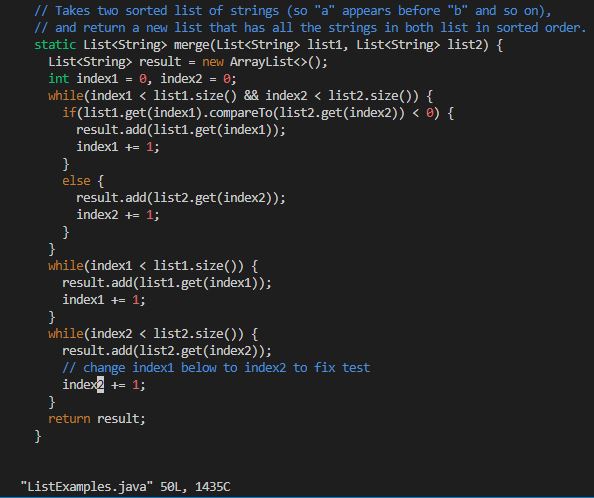 // Takes two sorted list of strings (so "a" appears before "b" and so on),
// and return a new list that has all the strings in both list in sorted order.
static List<String> merge(List<String> list1, List<String> list2) {
List<String> result = new ArrayList<>();
int index1 = 0, index2 = 0;
while(index1 < list1.size() && index2 < list2.size()) {
if(list1.get(index1).compareTo(list2.get(index2)) < 0) {
result.add(list1.get(index1));
index1 += 1;
}
else {
result.add(list2.get(index2));
index2 += 1;
}
}
while(index1 < list1.size()) {
result.add(list1.get(index1));
index1 += 1;
}
while(index2 < list2.size()) {
result.add(list2.get(index2));
// change index1 below to index2 to fix test
index2 += 1;
}
return result;
}
"ListExamples.java" 50L, 1435C